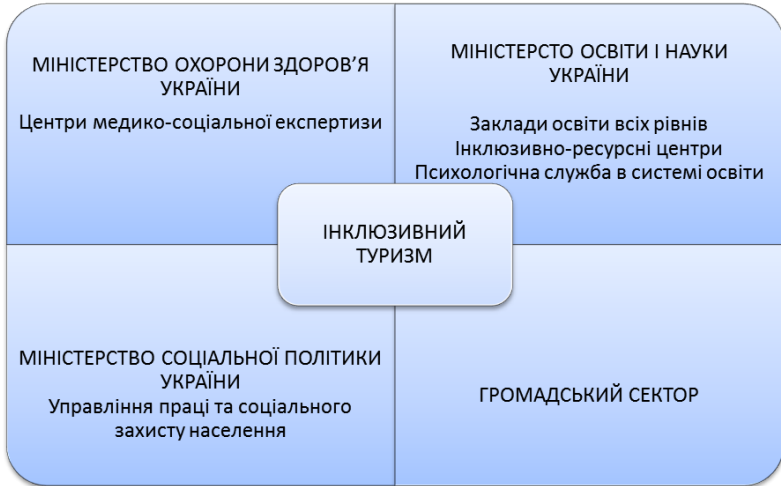 МІНІСТЕРСТВО ОХОРОНИ ЗДОРОВ’Я
УКРАЇНИ
Центри медико-соціальної експертизи
МІНІСТЕРСТО ОСВІТИ І НАУКИ
УКРАЇНИ
Заклади освіти всіх рівнів
Інклюзивно-ресурсні центри
Психологічна служба в системі освіти
ІНКЛЮЗИВНИЙ
ТУРИЗМ
МІНІСТЕРСТВО СОЦІАЛЬНОЇ ПОЛІТИКИ
УКРАЇНИ
Управління праці та соціального
захисту населення
ГРОМАДСЬКИЙ СЕКТОР